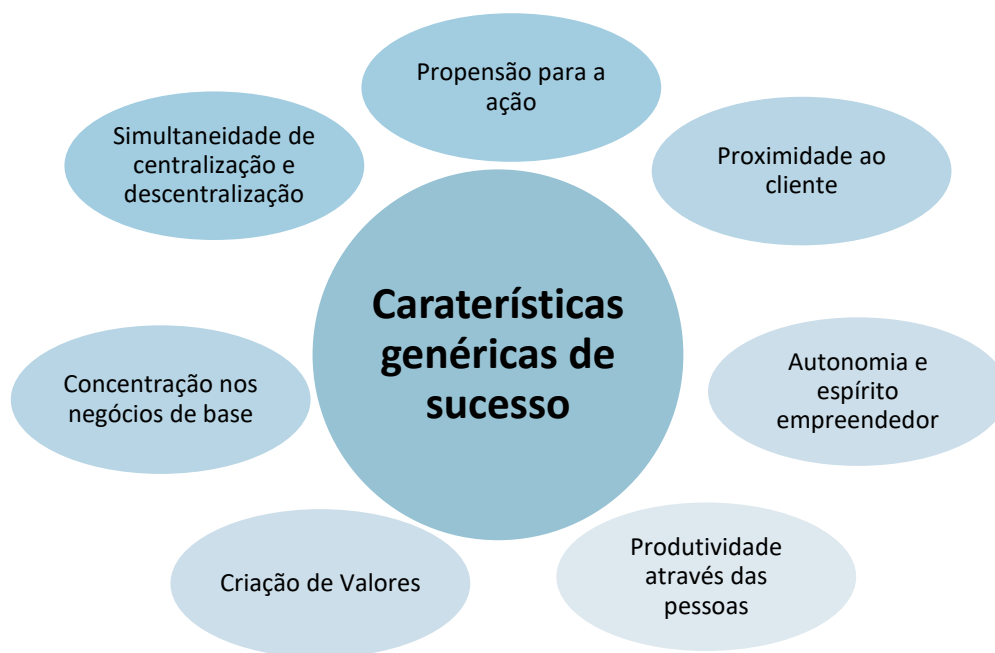 Propensão para a
ação
Simultaneidade de
centralização e
descentralização
Proximidade ao
cliente
Caraterísticas
genéricas de
sucesso
Autonomia e
espírito
empreendedor
Concentração nos
negócios de base
Produtividade
através das
pessoas
Criação de Valores